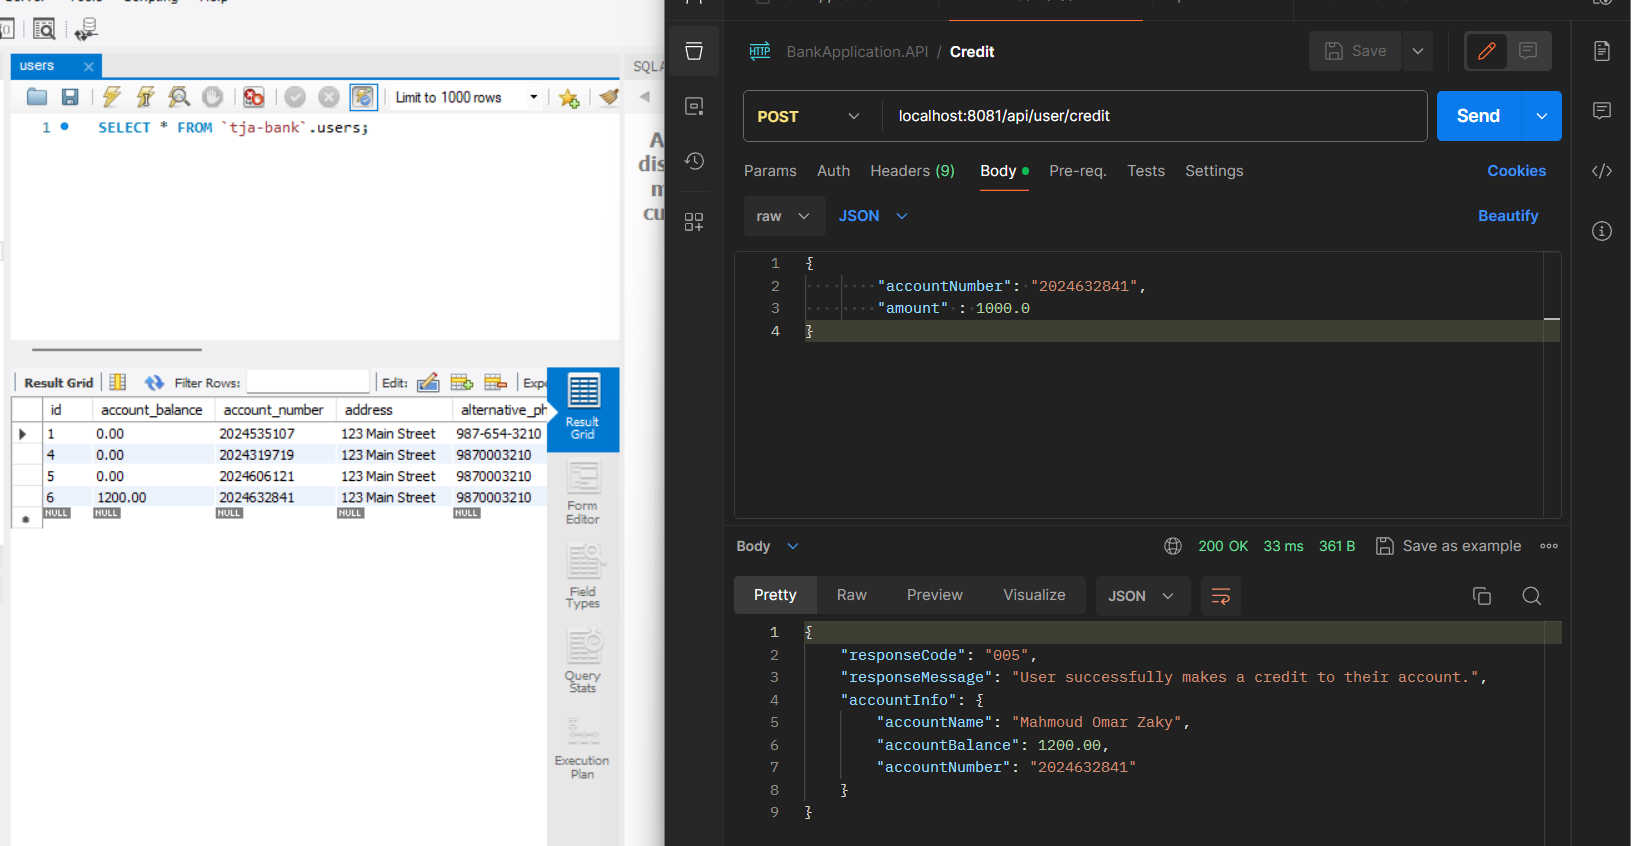 Help
users
Limit to 1000 rows
1 SELECT * FROM `tja-bank`.users;
SQLA
A
dis
m
cu
Result Grid Filter Rows: Edit: Expo
id account_balance account_number address alternative_ph
1 0.00 2024535107 123 Main Street 987-654-3210
4 0.00 2024319719 123 Main Street 9870003210
5 0.00 2024606121 123 Main Street 9870003210
6 1200.00 2024632841 123 Main Street 9870003210
NULL NULL NULL NULL NULL
Result
Grid
Form
Editor
Field
Types
Query
Stats
Execution
Plan
HTTP BankApplication.API / Credit
Save
POST localhost:8081/api/user/credit
Send
Params Auth Headers (9) Body Pre-req. Tests Settings Cookies
raw JSON Beautify
1 {
2 "accountNumber": "2024632841",
3 "amount" : 1000.0
4 }
Body 200 OK 33 ms 361 B Save as example
Pretty Raw Preview Visualize JSON
1 {
2 "responseCode": "005",
3 "responseMessage": "User successfully makes a credit to their account.",
4 "accountInfo": {
5 "accountName": "Mahmoud Omar Zaky",
6 "accountBalance": 1200.00,
7 "accountNumber": "2024632841"
8 }
9 }